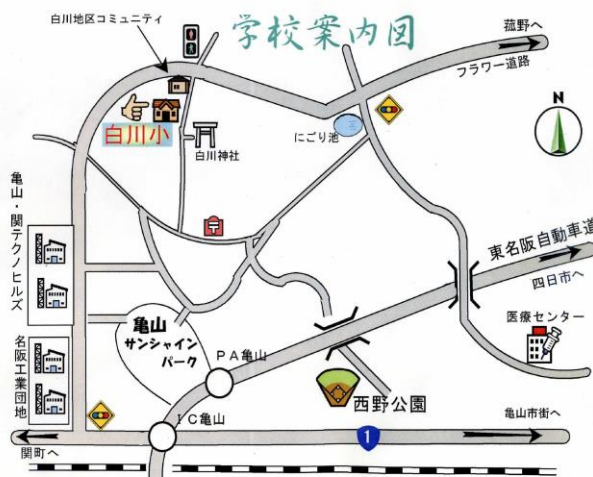 学校案内図
白川地区コミュニティ
菰野へ
フラワー道路
N
白川小
白川神社
にごり池
亀山・関テクノヒルズ
東名阪自動車道
四日市へ
医療センター
亀山
サンシャイン
パーク
PA亀山
名阪工業団地
西野公園
IC亀山
1
亀山市街へ
関町へ